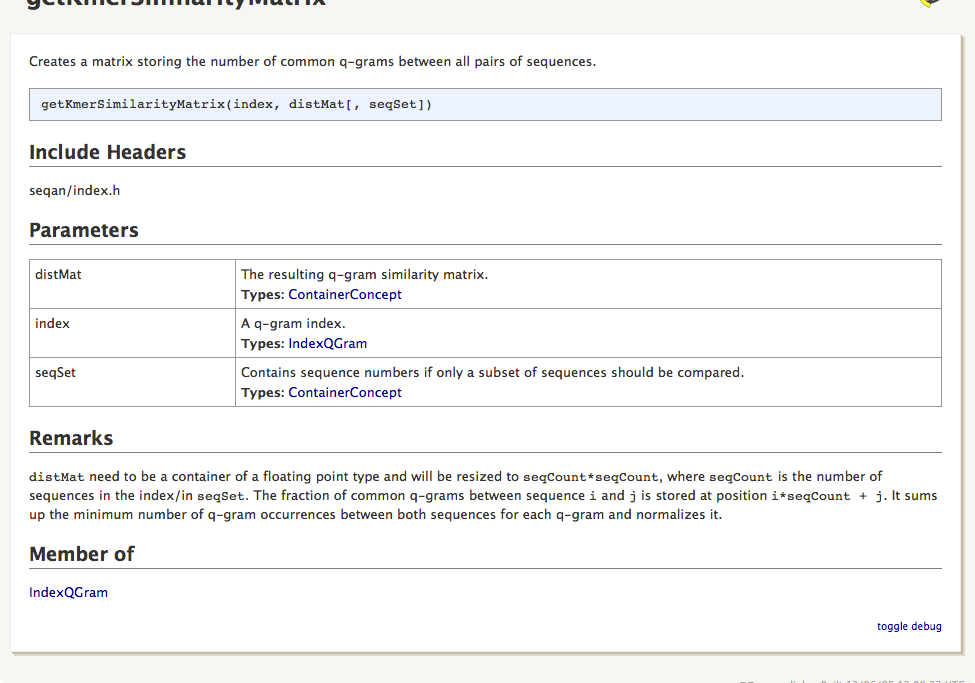 getKmerSimilarityMatrix
Creates a matrix storing the number of common q-grams between all pairs of sequences.
getKmerSimilarityMatrix(index, distMat[, seqSet])
Include Headers
seqan/index.h
Parameters
distMat
The resulting q-gram similarity matrix.
Types: ContainerConcept
index
A q-gram index.
Types: IndexQGram
seqSet
Contains sequence numbers if only a subset of sequences should be compared.
Types: ContainerConcept
Remarks
distMat need to be a container of a floating point type and will be resized to seqCount*seqCount, where seqCount is the number of
sequences in the index/in seqSet. The fraction of common q-grams between sequence i and j is stored at position i*seqCount + j. It sums
up the minimum number of q-gram occurrences between both sequences for each q-gram and normalizes it.
Member of
IndexQGram
toggle debug